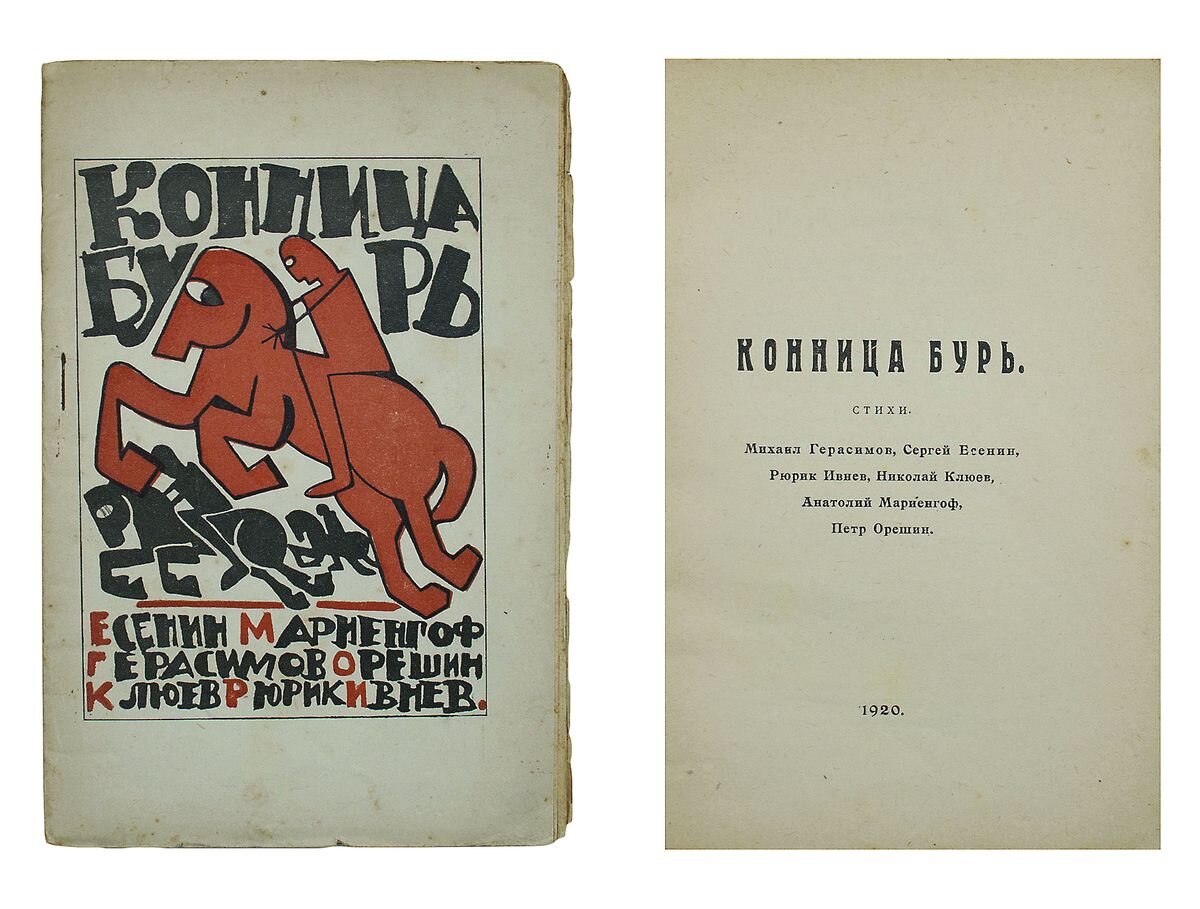 КОННИЦА
БУРЬ
ЕСЕНИН МАРИЕНГОФ
ГЕРАСИМОВ ОРЕШИН
КЛЮЕВ РЮРИК ИВНЕВ.
КОННИЦА БУРЬ.
СТИХИ.
Михаил Герасимов, Сергей Есенин,
Рюрик Ивнев, Николай Клюев,
Анатолий Мариенгоф,
Петр Орешин.
1920.